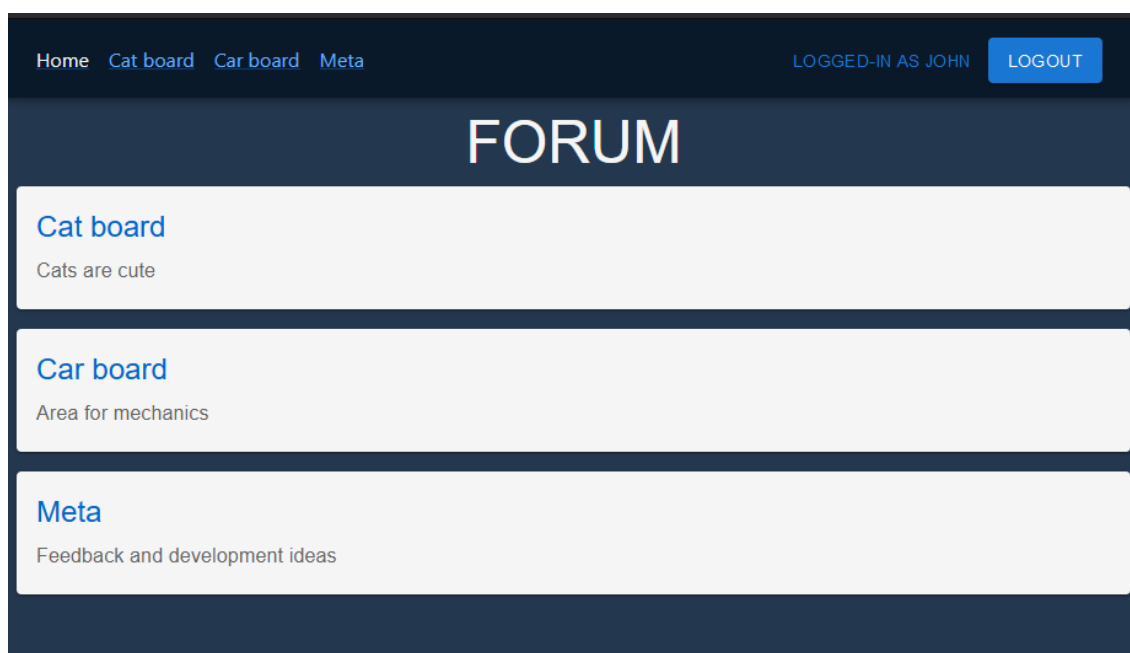 Home Cat board Car board Meta LOGGED-IN AS JOHN LOGOUT
FORUM
Cat board
Cats are cute
Car board
Area for mechanics
Meta
Feedback and development ideas